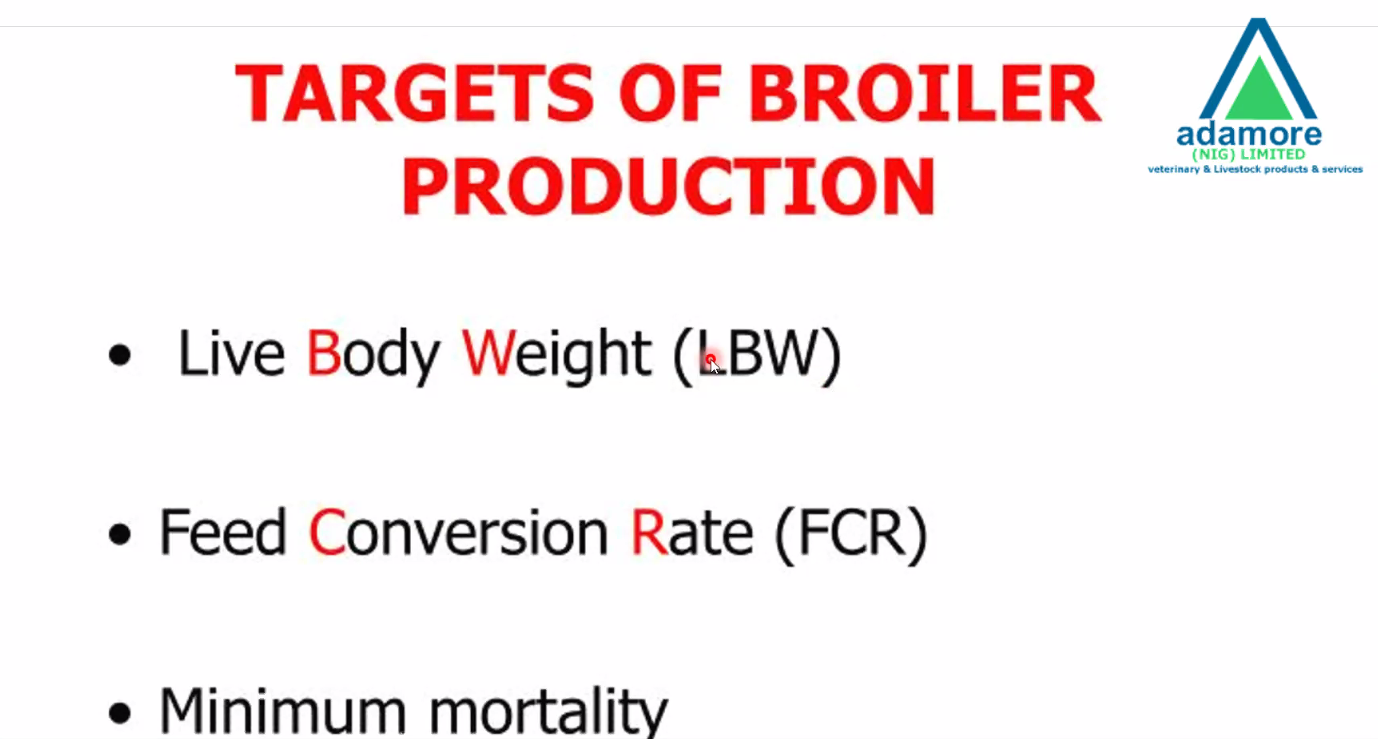 TARGETS OF BROILER
PRODUCTION
adamore
(NIG) LIMITED
veterinary & Livestock products & services
• Live Body Weight (LBW)
• Feed Conversion Rate (FCR)
• Minimum mortality